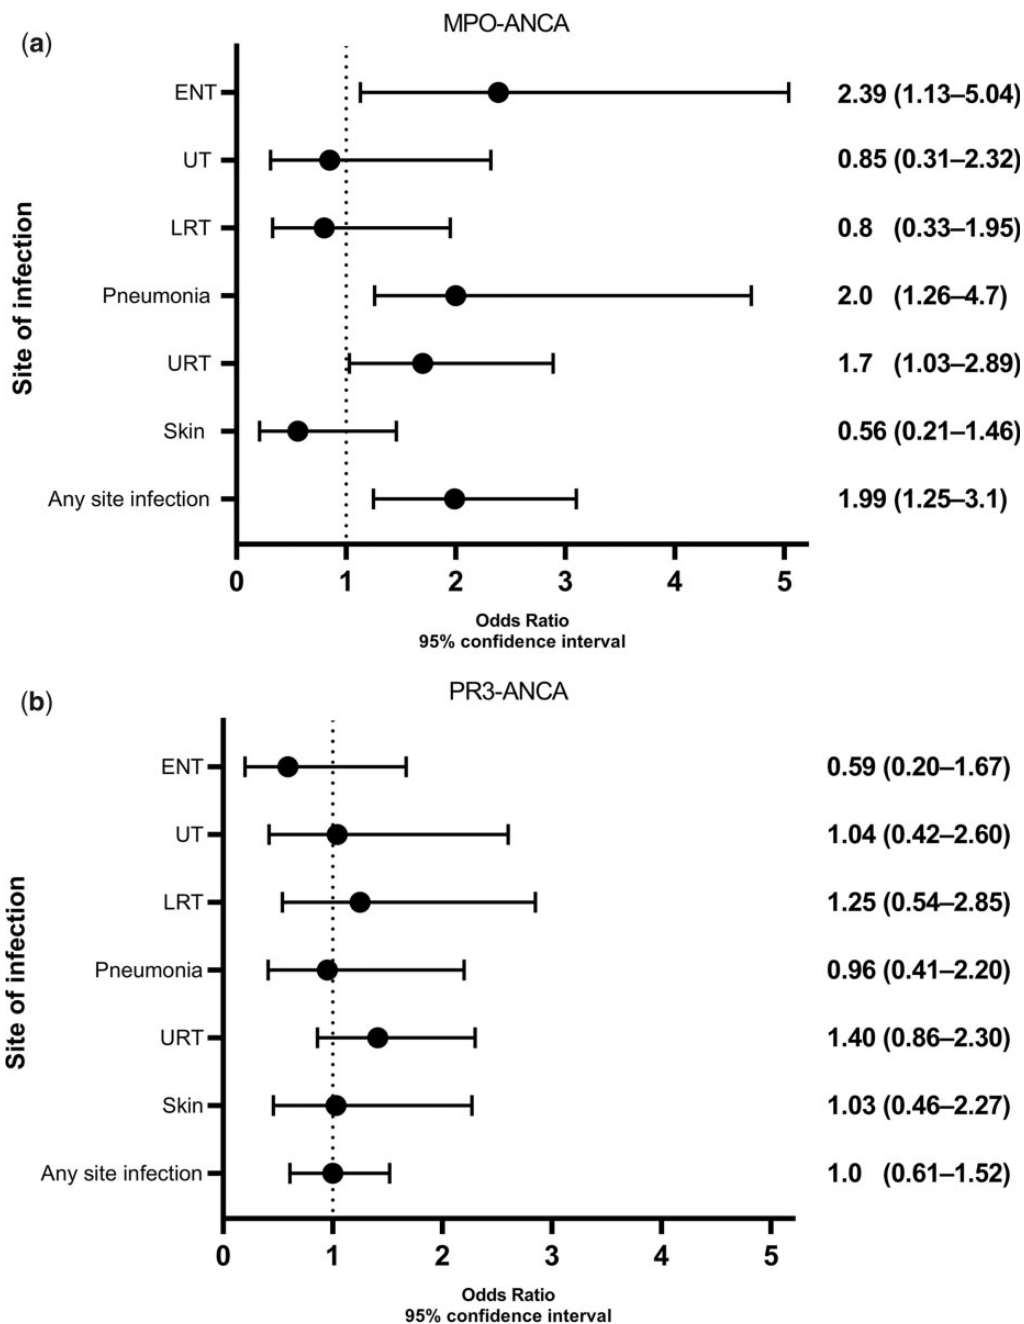 (a)
MPO-ANCA
Site of infection
ENT 2.39 (1.13–5.04)
UT 0.85 (0.31–2.32)
LRT 0.8 (0.33–1.95)
Pneumonia 2.0 (1.26–4.7)
URT 1.7 (1.03–2.89)
Skin 0.56 (0.21–1.46)
Any site infection 1.99 (1.25–3.1)
0 1 2 3 4 5
Odds Ratio
95% confidence interval
(b)
PR3-ANCA
Site of infection
ENT 0.59 (0.20–1.67)
UT 1.04 (0.42–2.60)
LRT 1.25 (0.54–2.85)
Pneumonia 0.96 (0.41–2.20)
URT 1.40 (0.86–2.30)
Skin 1.03 (0.46–2.27)
Any site infection 1.0 (0.61–1.52)
0 1 2 3 4 5
Odds Ratio
95% confidence interval